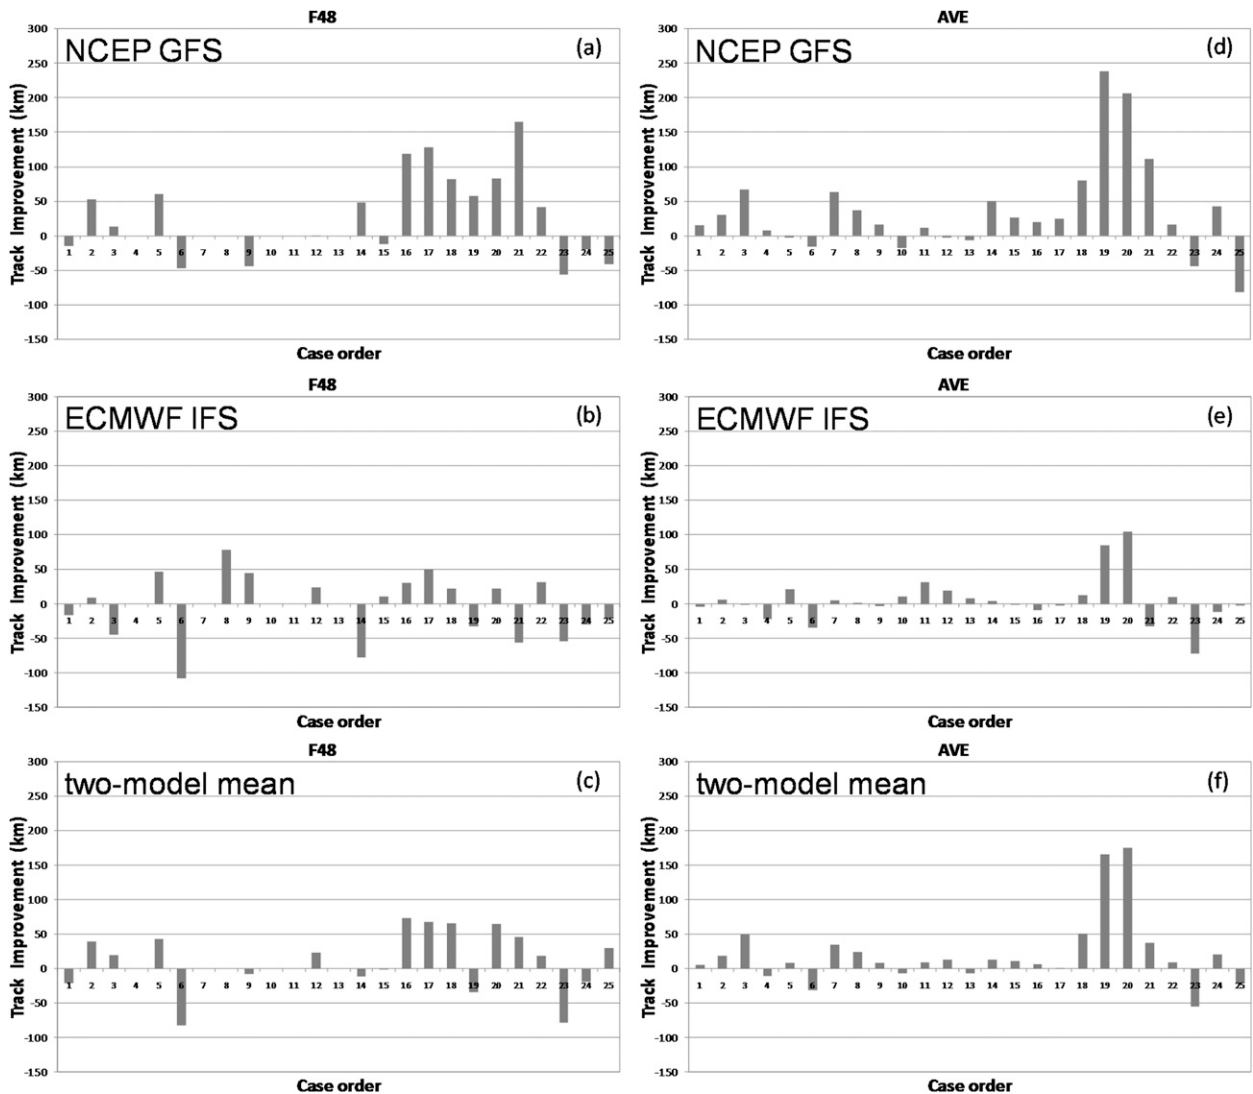 F48
NCEP GFS
(a)
Track Improvement (km)
300
250
200
150
100
50
0
-50
-100
-150
1 2 3 4 5 6 7 8 9 10 11 12 13 14 15 16 17 18 19 20 21 22 23 24 25
Case order
AVE
NCEP GFS
(d)
Track Improvement (km)
300
250
200
150
100
50
0
-50
-100
-150
1 2 3 4 5 6 7 8 9 10 11 12 13 14 15 16 17 18 19 20 21 22 23 24 25
Case order
F48
ECMWF IFS
(b)
Track Improvement (km)
300
250
200
150
100
50
0
-50
-100
-150
1 2 3 4 5 6 7 8 9 10 11 12 13 14 15 16 17 18 19 20 21 22 23 24 25
Case order
AVE
ECMWF IFS
(e)
Track Improvement (km)
300
250
200
150
100
50
0
-50
-100
-150
1 2 3 4 5 6 7 8 9 10 11 12 13 14 15 16 17 18 19 20 21 22 23 24 25
Case order
F48
two-model mean
(c)
Track Improvement (km)
300
250
200
150
100
50
0
-50
-100
-150
1 2 3 4 5 6 7 8 9 10 11 12 13 14 15 16 17 18 19 20 21 22 23 24 25
Case order
AVE
two-model mean
(f)
Track Improvement (km)
300
250
200
150
100
50
0
-50
-100
-150
1 2 3 4 5 6 7 8 9 10 11 12 13 14 15 16 17 18 19 20 21 22 23 24 25
Case order